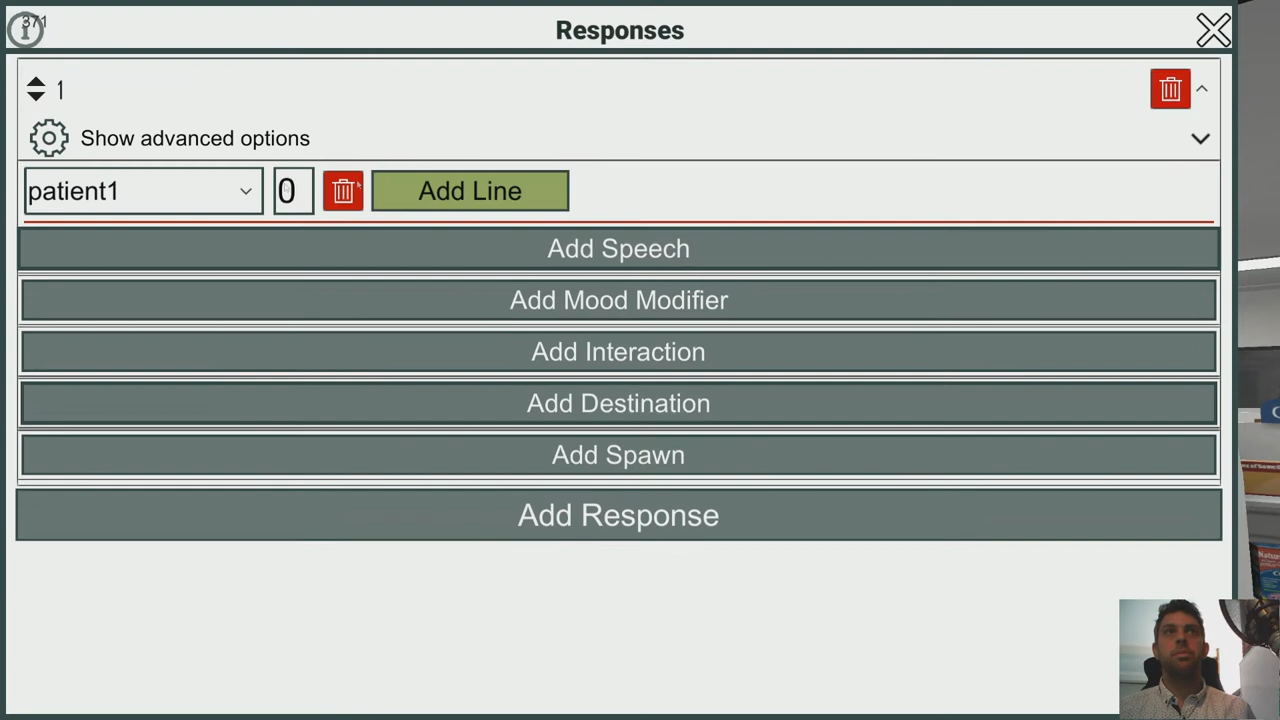 371
Responses
1
Show advanced options
patient1
0
Add Line
Add Speech
Add Mood Modifier
Add Interaction
Add Destination
Add Spawn
Add Response